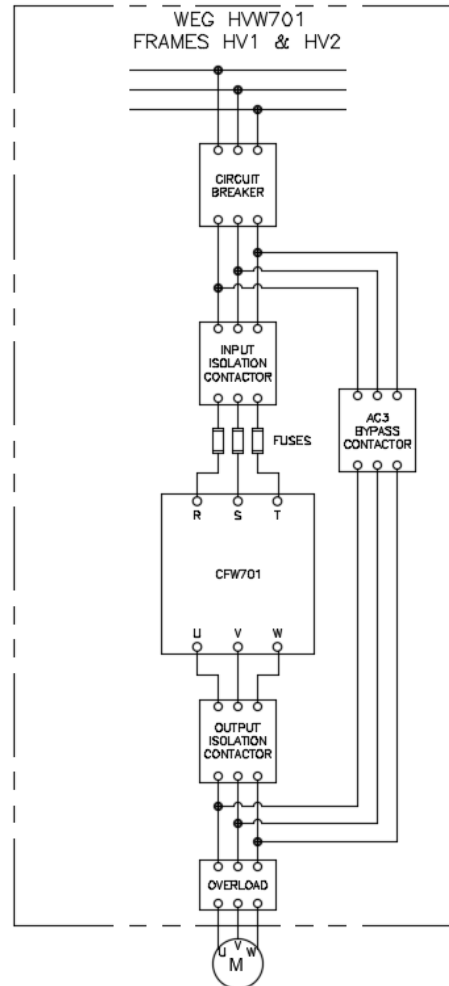 WEG HVW701
FRAMES HV1 & HV2
CIRCUIT
BREAKER
INPUT
ISOLATION
CONTACTOR
AC3
BYPASS
CONTACTOR
FUSES
R S T
CFW701
U V W
OUTPUT
ISOLATION
CONTACTOR
OVERLOAD
U V W
M